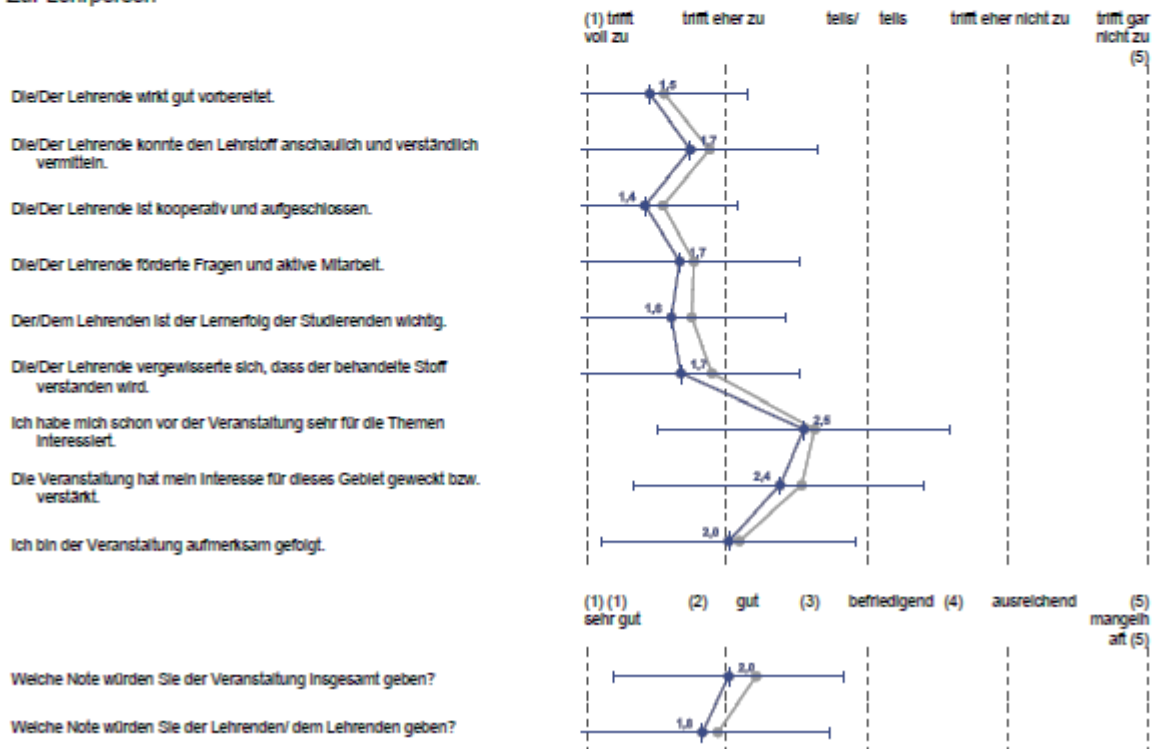 (1) trifft trifft eher zu teils/ teils trifft eher nicht zu trifft gar
voll zu nicht zu
(5)
Die/Der Lehrende wirkt gut vorbereitet.
1,5
Die/Der Lehrende konnte den Lehrstoff anschaulich und verständlich
vermitteln.
1,7
Die/Der Lehrende ist kooperativ und aufgeschlossen.
1,4
Die/Der Lehrende förderte Fragen und aktive Mitarbeit.
1,7
Der/Dem Lehrenden ist der Lernerfolg der Studierenden wichtig.
1,6
Die/Der Lehrende vergewisserte sich, dass der behandelte Stoff
verstanden wird.
1,7
Ich habe mich schon vor der Veranstaltung sehr für die Themen
interessiert.
2,5
Die Veranstaltung hat mein Interesse für dieses Gebiet geweckt bzw.
verstärkt.
2,4
Ich bin der Veranstaltung aufmerksam gefolgt.
2,0
(1) (1) (2) gut (3) befriedigend (4) ausreichend (5)
sehr gut mangelh
aft (5)
Welche Note würden Sie der Veranstaltung insgesamt geben?
2,0
Welche Note würden Sie der Lehrenden/ dem Lehrenden geben?
1,8